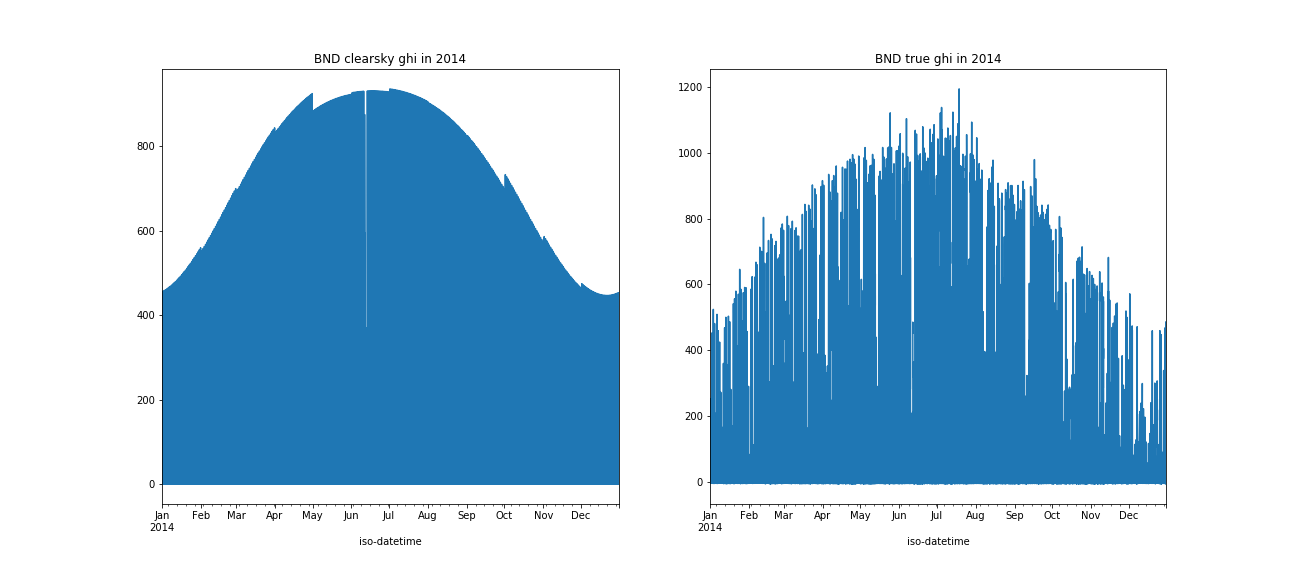 BND clearsky ghi in 2014
800
600
400
200
0
Jan Feb Mar Apr May Jun Jul Aug Sep Oct Nov Dec
2014
iso-datetime
BND true ghi in 2014
1200
1000
800
600
400
200
0
Jan Feb Mar Apr May Jun Jul Aug Sep Oct Nov Dec
2014
iso-datetime